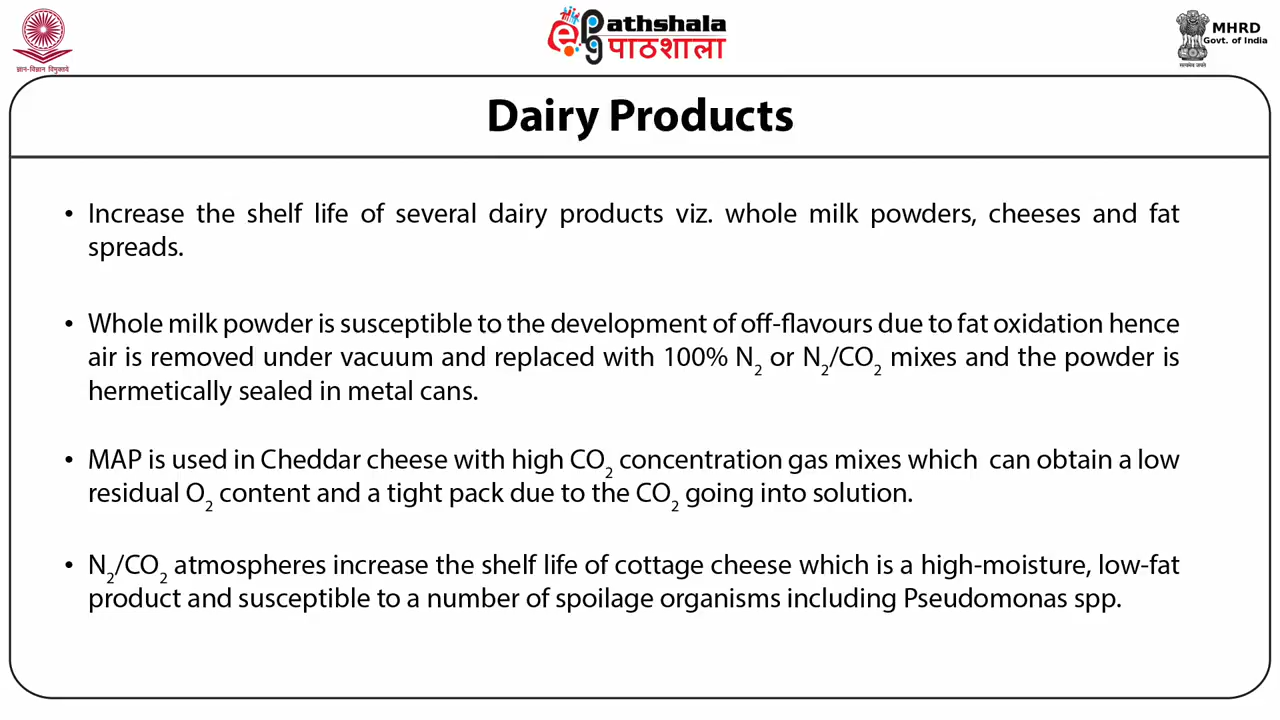 ज्ञान-विज्ञान विमुक्तये
ePG Pathshala
पाठशाला
MHRD
Govt. of India
सत्यमेव जयते
Dairy Products
• Increase the shelf life of several dairy products viz. whole milk powders, cheeses and fat
spreads.
• Whole milk powder is susceptible to the development of off-flavours due to fat oxidation hence
air is removed under vacuum and replaced with 100% N₂ or N₂/CO₂ mixes and the powder is
hermetically sealed in metal cans.
• MAP is used in Cheddar cheese with high CO₂ concentration gas mixes which can obtain a low
residual O₂ content and a tight pack due to the CO₂ going into solution.
• N₂/CO₂ atmospheres increase the shelf life of cottage cheese which is a high-moisture, low-fat
product and susceptible to a number of spoilage organisms including Pseudomonas spp.